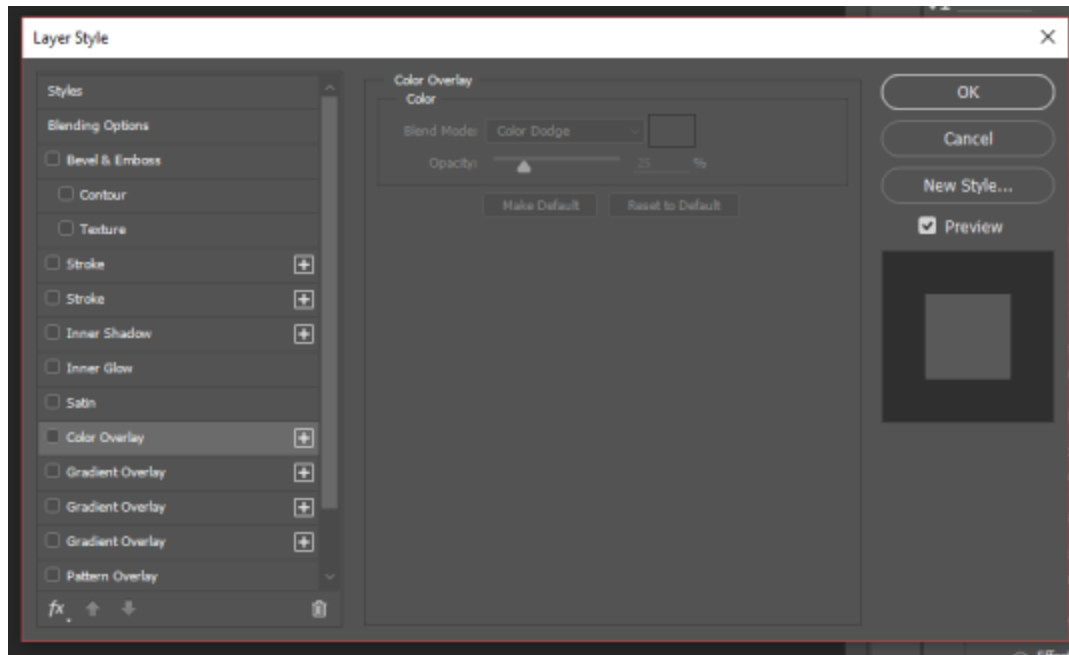 Layer Style
Styles
Blending Options
Bevel & Emboss
Contour
Texture
Stroke
Stroke
Inner Shadow
Inner Glow
Satin
Color Overlay
Gradient Overlay
Gradient Overlay
Gradient Overlay
Pattern Overlay
fx
Color Overlay
Color
Blend Mode: Color Dodge
Opacity: 25 %
Make Default Reset to Default
OK
Cancel
New Style...
Preview